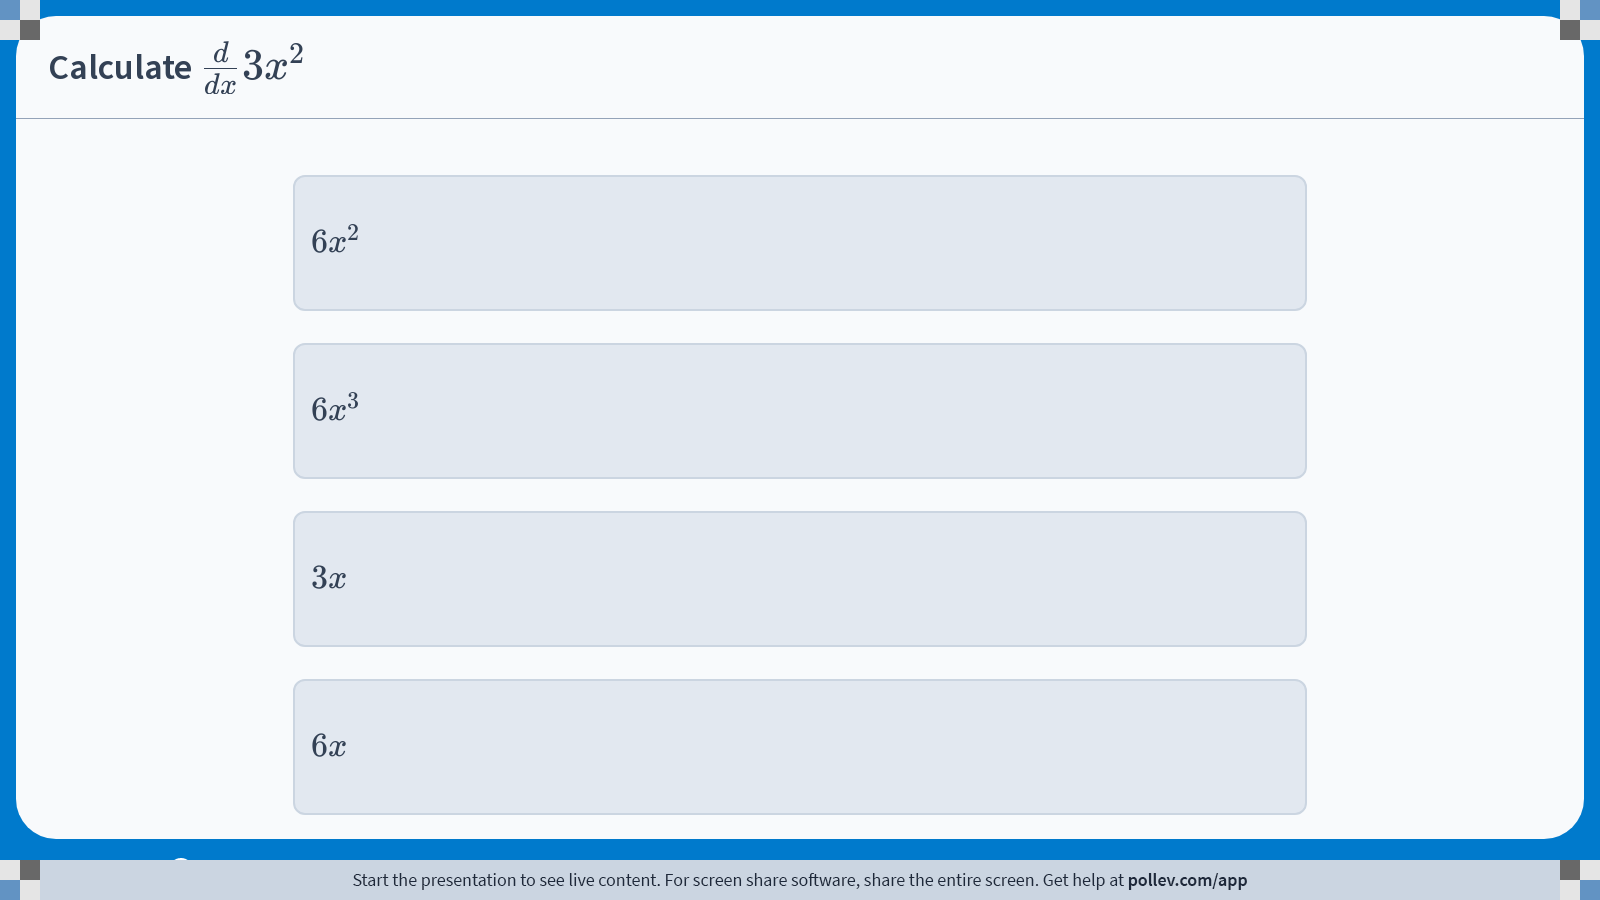 Calculate $\frac{d}{dx}3x^2$
$6x^2$
$6x^3$
$3x$
$6x$
Start the presentation to see live content. For screen share software, share the entire screen. Get help at pollev.com/app